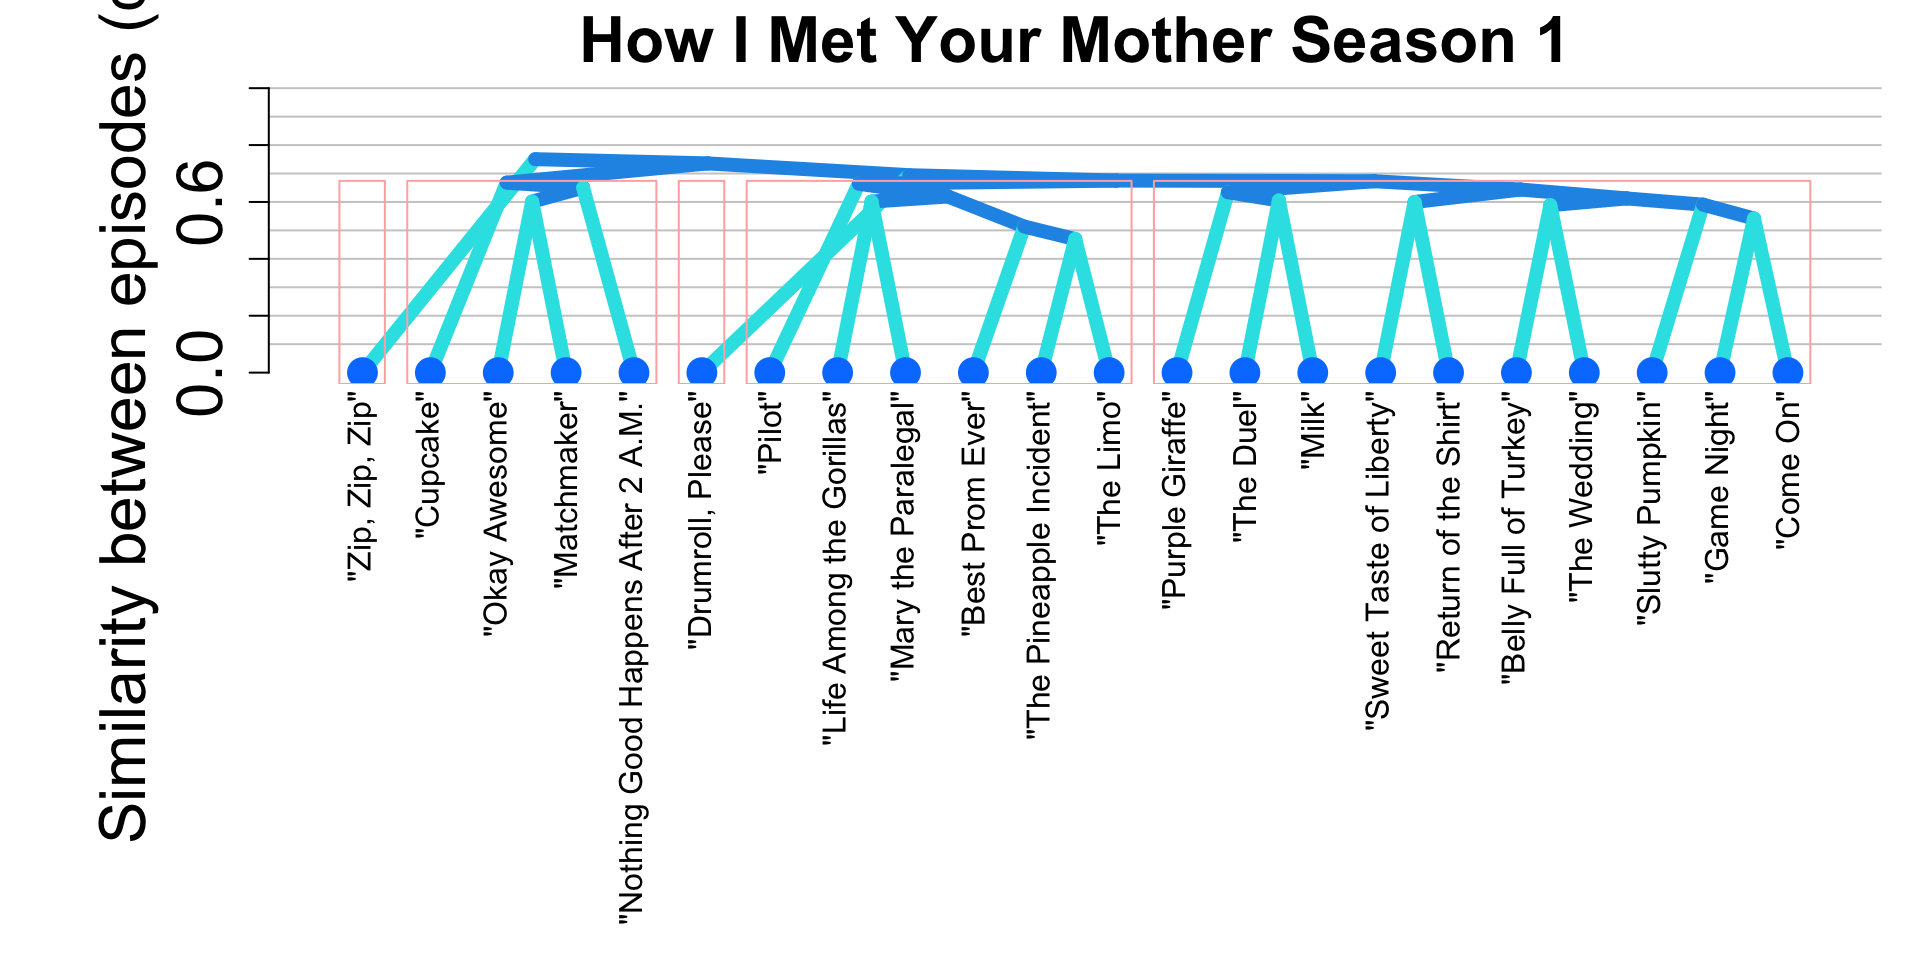 How I Met Your Mother Season 1
Similarity between episodes (
0.6
0.0
"Zip, Zip, Zip"
"Cupcake"
"Okay Awesome"
"Matchmaker"
"Nothing Good Happens After 2 A.M."
"Drumroll, Please"
"Pilot"
"Life Among the Gorillas"
"Mary the Paralegal"
"Best Prom Ever"
"The Pineapple Incident"
"The Limo"
"Purple Giraffe"
"The Duel"
"Milk"
"Sweet Taste of Liberty"
"Return of the Shirt"
"Belly Full of Turkey"
"The Wedding"
"Slutty Pumpkin"
"Game Night"
"Come On"